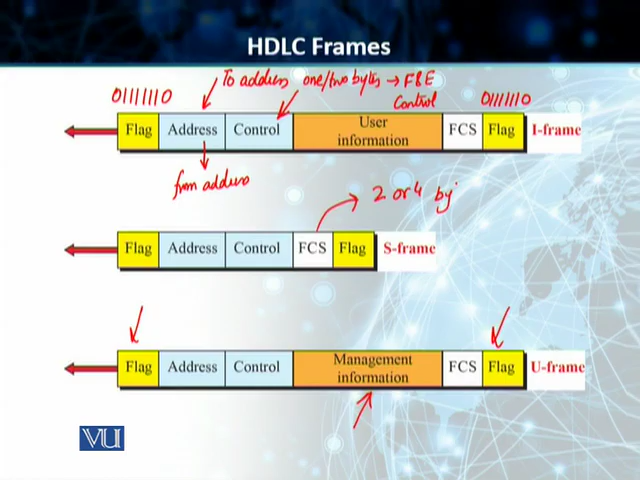 HDLC Frames
To address one/two bytes → F&E
Control
01111110
01111110
Flag Address Control User information FCS Flag I-frame
from address
2 or 4 by
Flag Address Control FCS Flag S-frame
Flag Address Control Management information FCS Flag U-frame
VU